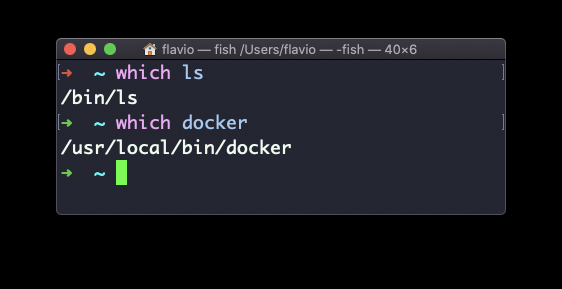 flavio — fish /Users/flavio — -fish — 40×6
➜ ~ which ls
/bin/ls
➜ ~ which docker
/usr/local/bin/docker
➜ ~